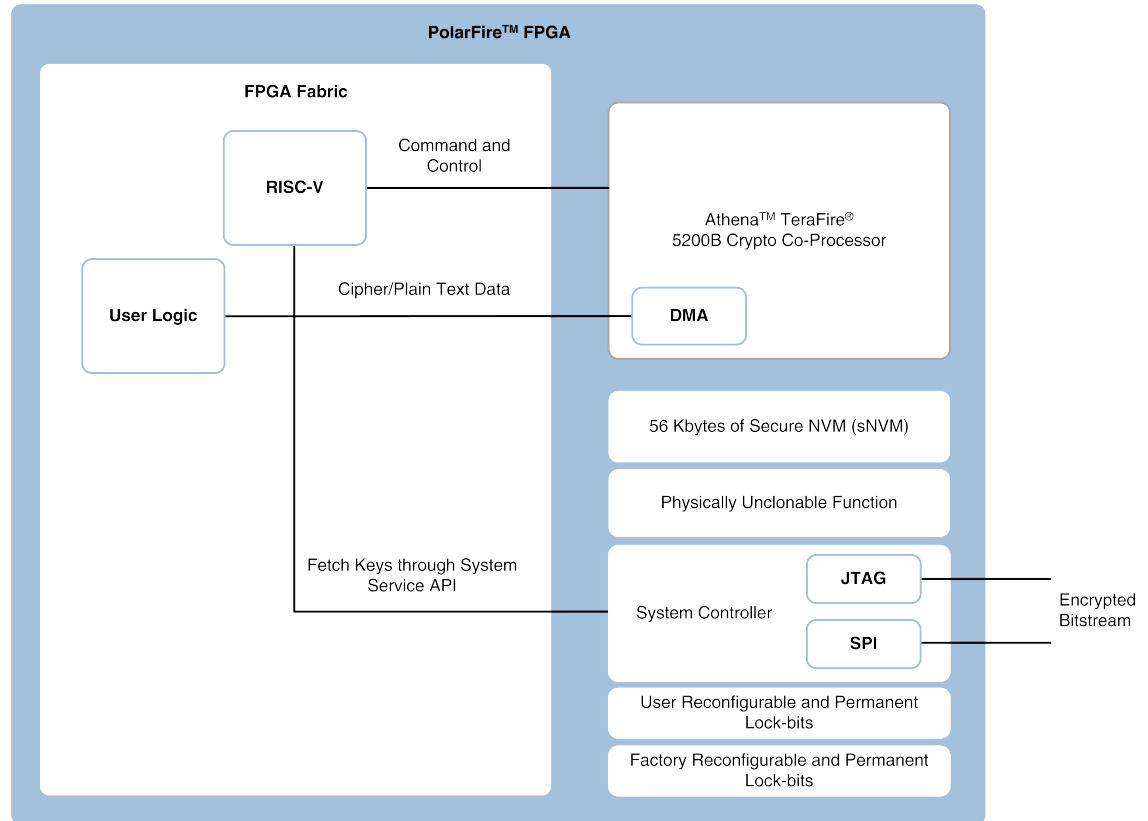 PolarFire™ FPGA
FPGA Fabric
RISC-V
Command and
Control
Athena™ TeraFire®
5200B Crypto Co-Processor
User Logic
Cipher/Plain Text Data
DMA
56 Kbytes of Secure NVM (sNVM)
Physically Unclonable Function
Fetch Keys through System
Service API
System Controller
JTAG
SPI
Encrypted
Bitstream
User Reconfigurable and Permanent
Lock-bits
Factory Reconfigurable and Permanent
Lock-bits